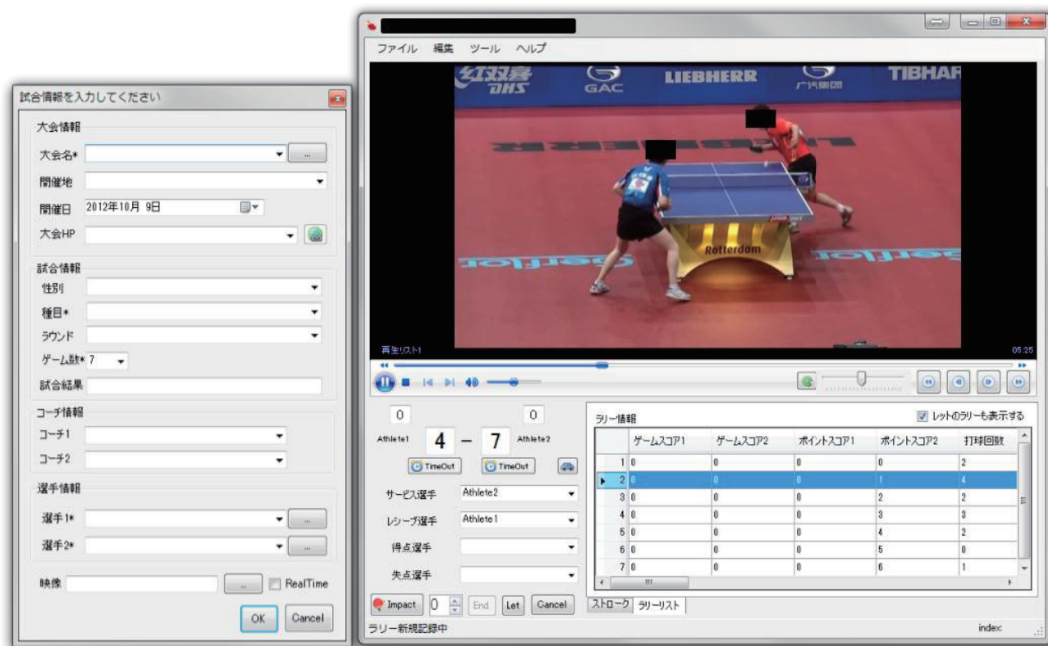 試合情報を入力してください
大会情報
大会名*
開催地
開催日 2012年10月 9日
大会HP
試合情報
性別
種目*
ラウンド
ゲーム数* 7
試合結果
コーチ情報
コーチ1
コーチ2
選手情報
選手1*
選手2*
映像 ... RealTime
OK Cancel
ファイル 編集 ツール ヘルプ
红双喜 DHS GAC LIEBHERR 广汽集团 TIBHAR
Rotterdam
Gerflor
再生リスト1 05:25
0 0
Athlete1 4 - 7 Athlete2
TimeOut TimeOut
サービス選手 Athlete2
レシーブ選手 Athlete1
得点選手
失点選手
Impact 0 End Let Cancel
ラリー新規記録中
ラリー情報 レットのラリーも表示する
ゲームスコア1 ゲームスコア2 ポイントスコア1 ポイントスコア2 打球回数
1 0 0 0 0 2
2 0 0 0 1 4
3 0 0 0 2 2
4 0 0 0 3 3
5 0 0 0 4 2
6 0 0 0 5 0
7 0 0 0 6 1
ストローク ラリーリスト
index: